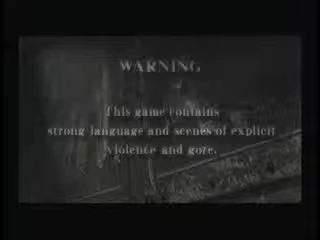 WARNING
This game contains
strong language and scenes of explicit
violence and gore.